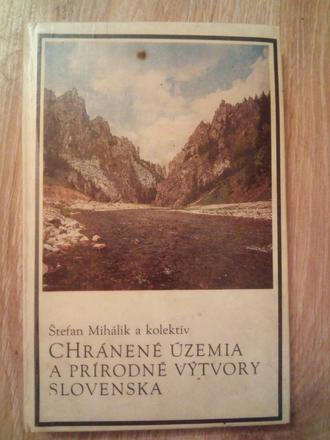 Štefan Mihálik a kolektív
CHRÁNENÉ ÚZEMIA
A PRÍRODNÉ VÝTVORY
SLOVENSKA